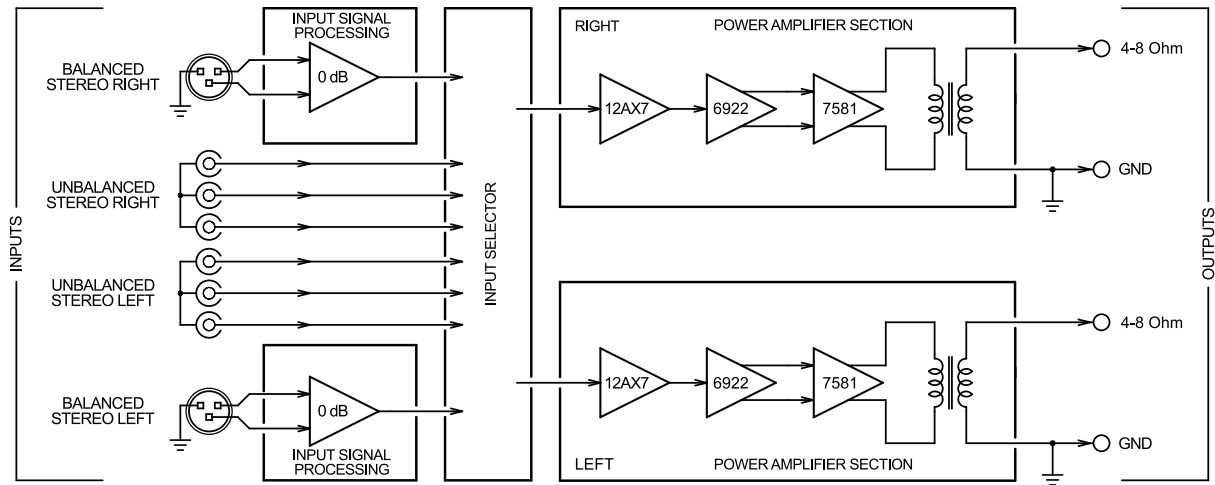 INPUTS
BALANCED
STEREO RIGHT
UNBALANCED
STEREO RIGHT
UNBALANCED
STEREO LEFT
BALANCED
STEREO LEFT
INPUT SIGNAL
PROCESSING
0 dB
0 dB
INPUT SIGNAL
PROCESSING
INPUT SELECTOR
RIGHT
POWER AMPLIFIER SECTION
12AX7
6922
7581
4-8 Ohm
GND
12AX7
6922
7581
LEFT
POWER AMPLIFIER SECTION
4-8 Ohm
GND
OUTPUTS